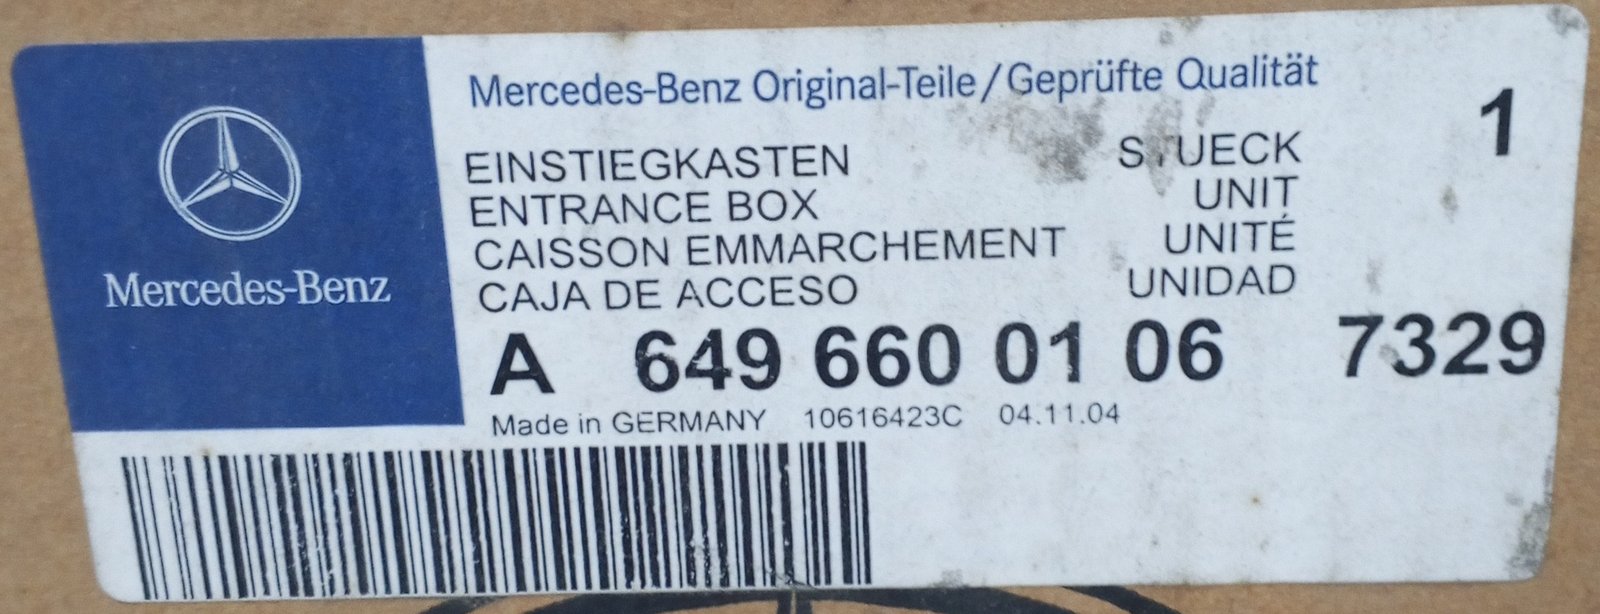 Mercedes-Benz
Mercedes-Benz Original-Teile/Geprüfte Qualität
EINSTIEGKASTEN STUECK 1
ENTRANCE BOX UNIT
CAISSON EMMARCHEMENT UNITÉ
CAJA DE ACCESO UNIDAD
A 649 660 01 06 7329
Made in GERMANY 10616423C 04.11.04